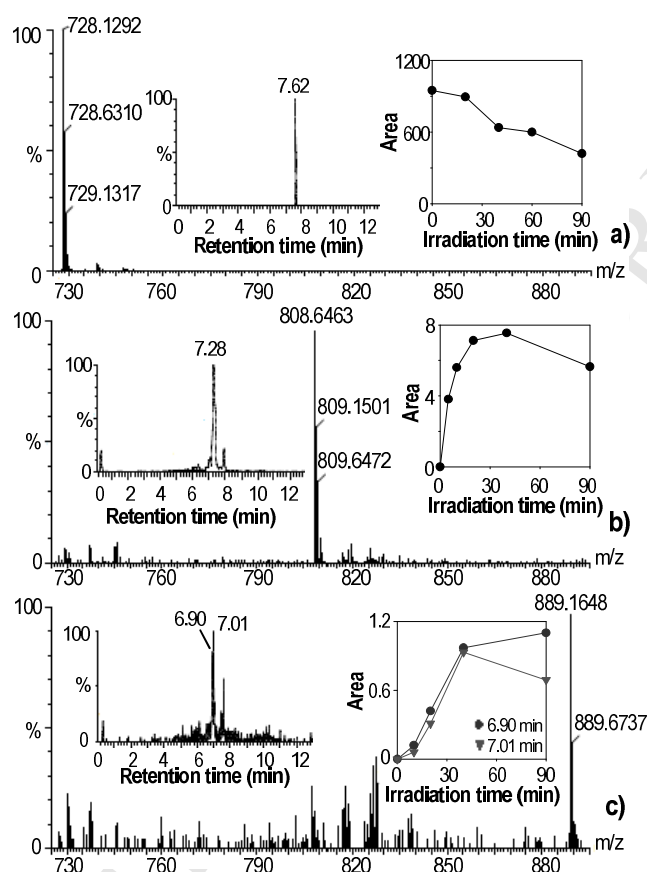 100
728.1292
728.6310
729.1317
%
0
730 760 790 820 850 880
m/z
100
7.62
%
0
0 2 4 6 8 10 12
Retention time (min)
1200
600
0
Area
0 30 60 90
Irradiation time (min)
a)
100
808.6463
809.1501
809.6472
%
0
730 760 790 820 850 880
m/z
100
7.28
%
0
0 2 4 6 8 10 12
Retention time (min)
8
4
0
Area
0 30 60 90
Irradiation time (min)
b)
100
889.1648
889.6737
%
0
730 760 790 820 850 880
m/z
6.90 7.01
100
%
0
0 2 4 6 8 10 12
Retention time (min)
1.2
0.6
0
Area
6.90 min
7.01 min
0 30 60 90
Irradiation time (min)
c)